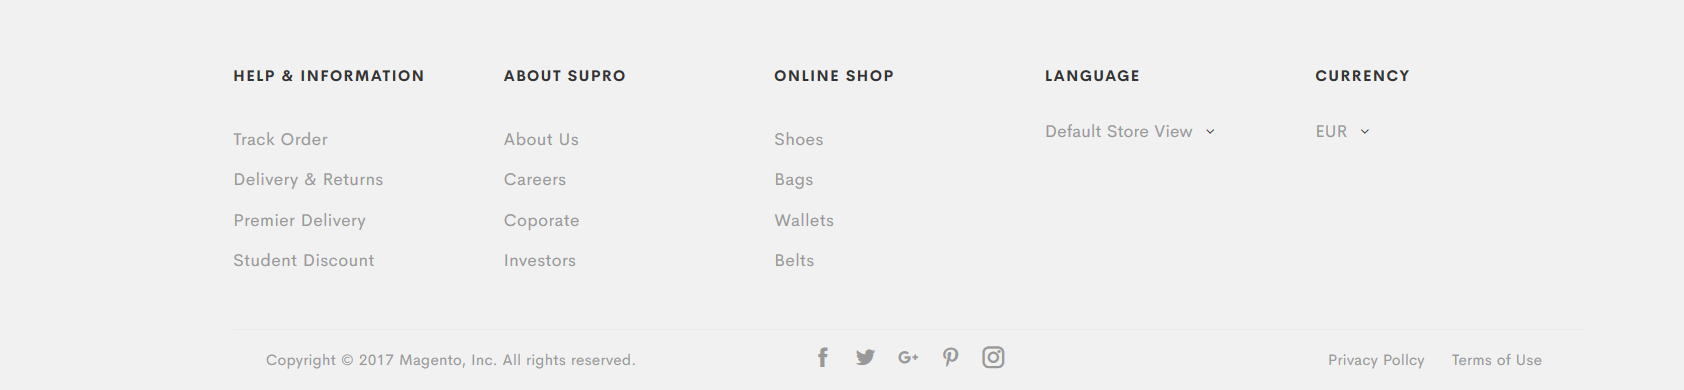 HELP & INFORMATION
Track Order
Delivery & Returns
Premier Delivery
Student Discount
ABOUT SUPRO
About Us
Careers
Coporate
Investors
ONLINE SHOP
Shoes
Bags
Wallets
Belts
LANGUAGE
Default Store View
CURRENCY
EUR
Copyright © 2017 Magento, Inc. All rights reserved.
Privacy Pollcy
Terms of Use